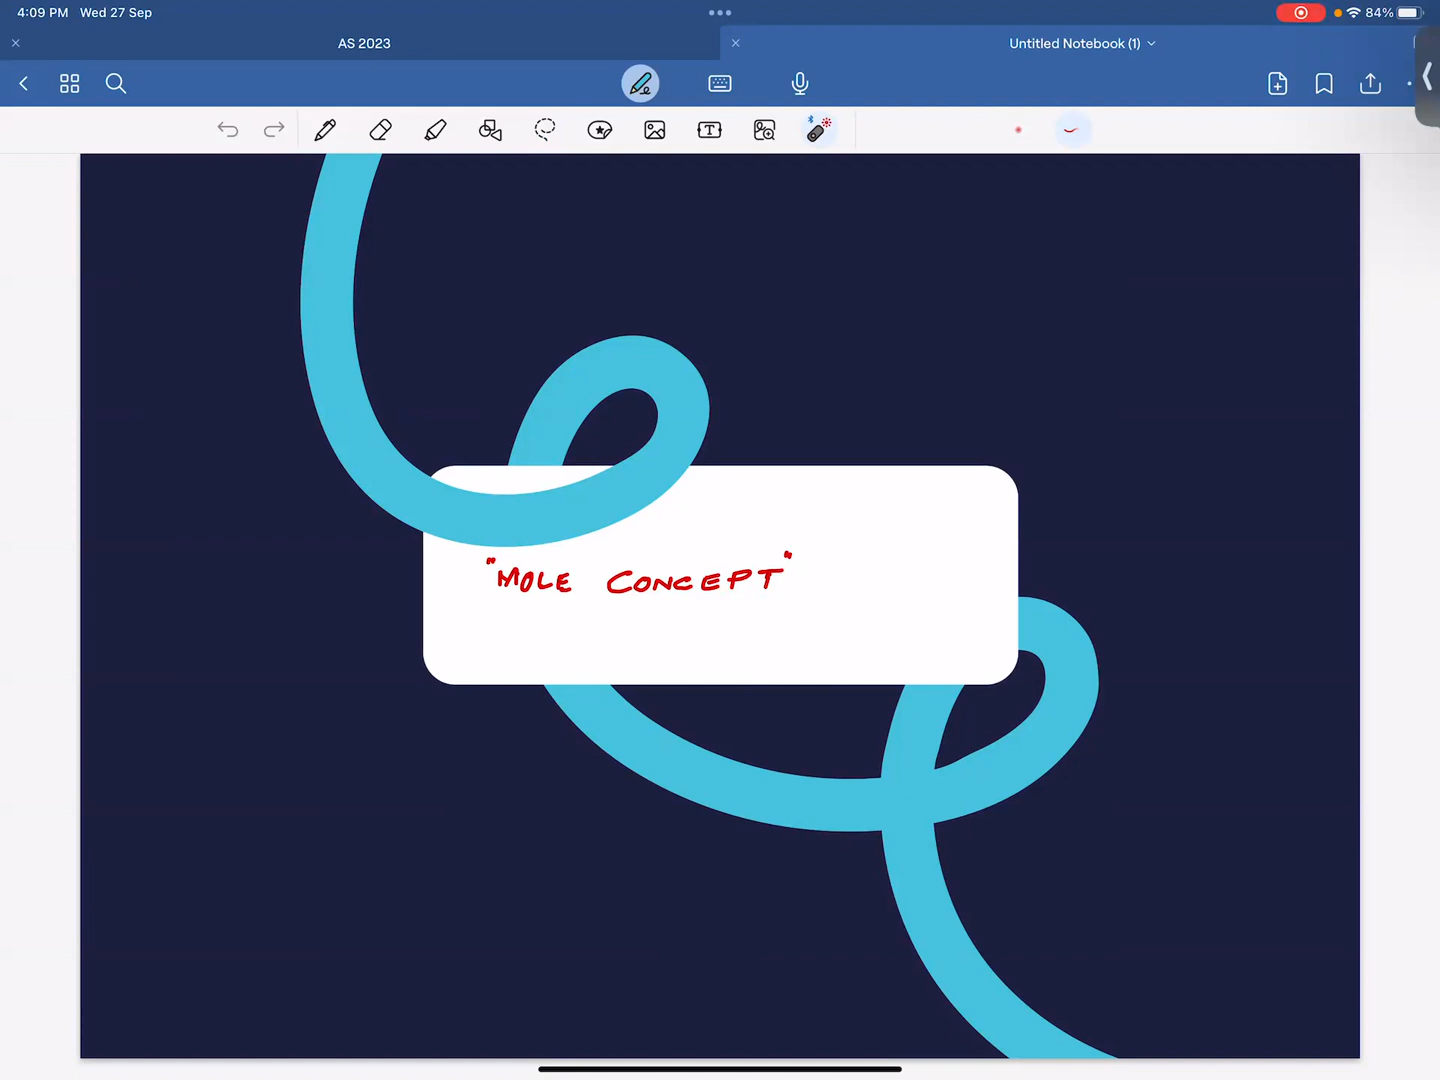 4:09 PM Wed 27 Sep
84%
AS 2023
Untitled Notebook (1)
"MOLE CONCEPT"